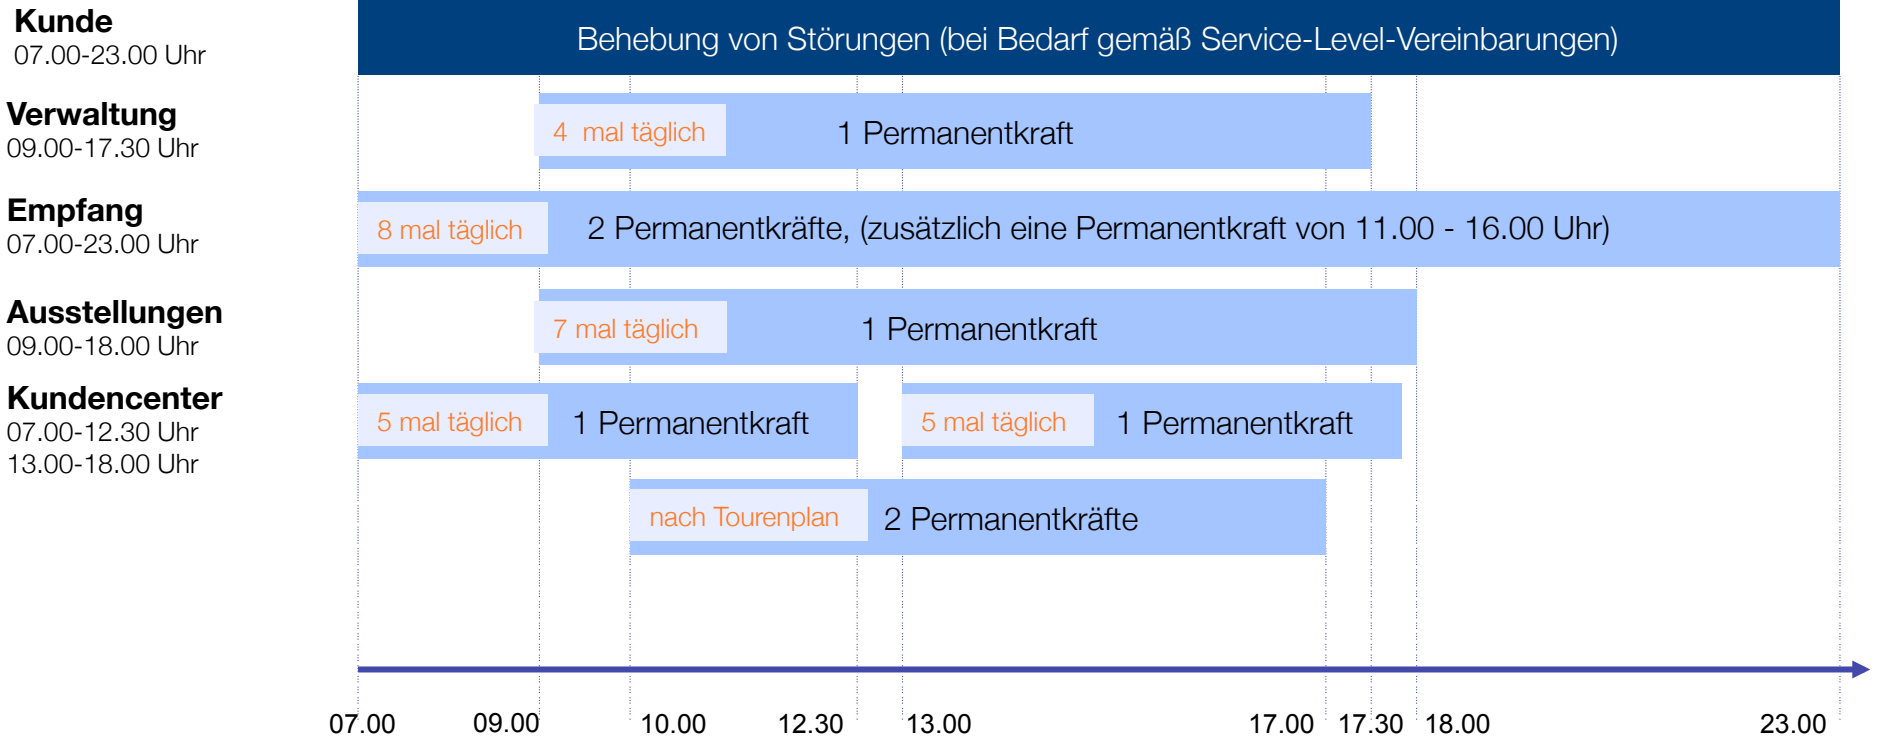 Kunde
07.00-23.00 Uhr
Behebung von Störungen (bei Bedarf gemäß Service-Level-Vereinbarungen)
Verwaltung
09.00-17.30 Uhr
4 mal täglich
1 Permanentkraft
Empfang
07.00-23.00 Uhr
8 mal täglich
2 Permanentkräfte, (zusätzlich eine Permanentkraft von 11.00 - 16.00 Uhr)
Ausstellungen
09.00-18.00 Uhr
7 mal täglich
1 Permanentkraft
Kundencenter
07.00-12.30 Uhr
13.00-18.00 Uhr
5 mal täglich
1 Permanentkraft
5 mal täglich
1 Permanentkraft
nach Tourenplan
2 Permanentkräfte
07.00 09.00 10.00 12.30 13.00 17.00 17.30 18.00 23.00